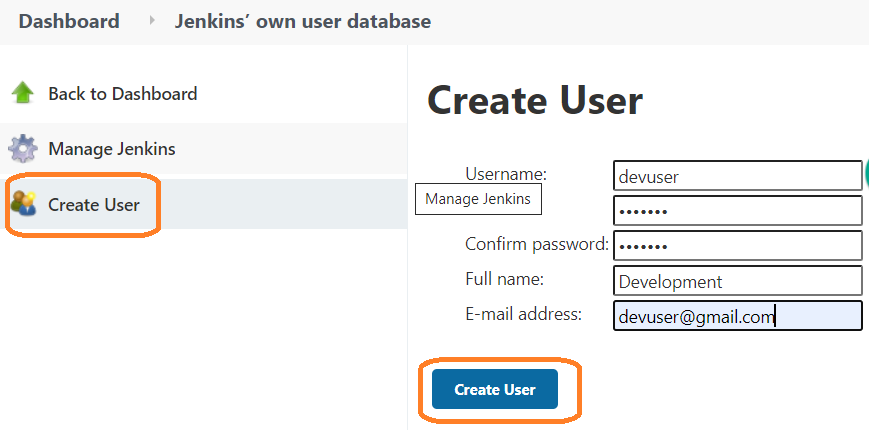 Dashboard Jenkins’ own user database
Back to Dashboard
Manage Jenkins
Create User
Create User
Username: devuser
Manage Jenkins •••••••
Confirm password: •••••••
Full name: Development
E-mail address: devuser@gmail.com
Create User